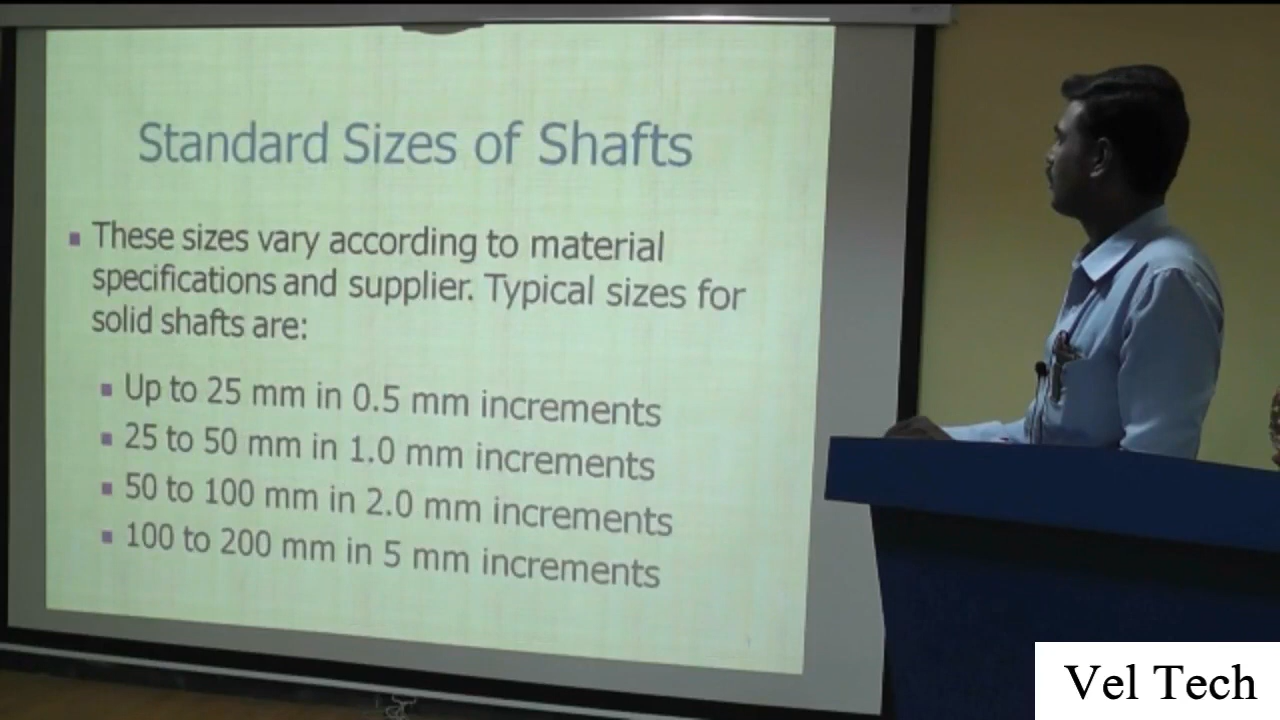 Standard Sizes of Shafts
These sizes vary according to material
specifications and supplier. Typical sizes for
solid shafts are:
Up to 25 mm in 0.5 mm increments
25 to 50 mm in 1.0 mm increments
50 to 100 mm in 2.0 mm increments
100 to 200 mm in 5 mm increments
Vel Tech